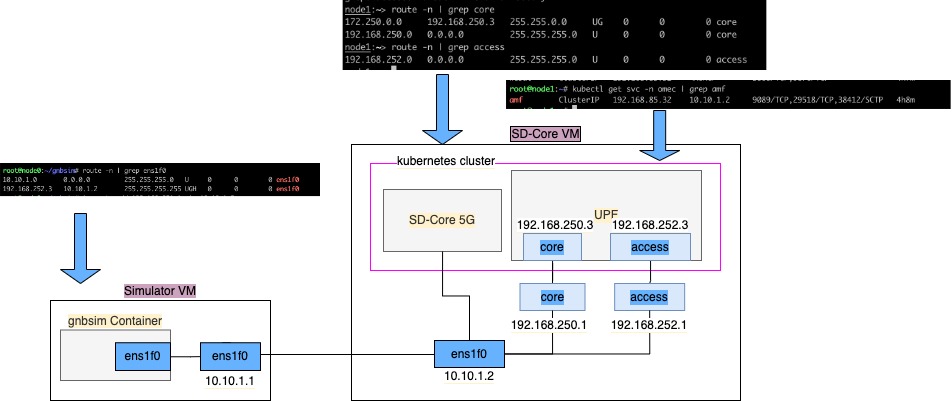 node1:~> route -n | grep core
172.250.0.0 192.168.250.3 255.255.0.0 UG 0 0 0 core
192.168.250.0 0.0.0.0 255.255.255.0 U 0 0 0 core
node1:~> route -n | grep access
192.168.252.0 0.0.0.0 255.255.255.0 U 0 0 0 access
root@node1:~# kubectl get svc -n omec | grep amf
amf ClusterIP 192.168.85.32 10.10.1.2 9089/TCP,29518/TCP,38412/SCTP 4h8m
SD-Core VM
kubernetes cluster
root@node0:~/gnbsim# route -n | grep ens1f0
10.10.1.0 0.0.0.0 255.255.255.0 U 0 0 0 ens1f0
192.168.252.3 10.10.1.2 255.255.255.255 UGH 0 0 0 ens1f0
SD-Core 5G
UPF
192.168.250.3 192.168.252.3
core access
Simulator VM
core access
gnbsim Container
192.168.250.1 192.168.252.1
ens1f0 ens1f0 ens1f0
10.10.1.1 10.10.1.2